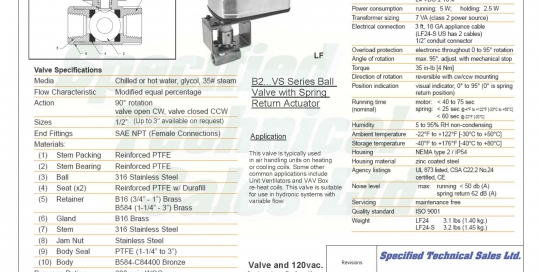 LF
Valve Specifications
Media Chilled or hot water, glycol, 35# steam
Flow Characteristic Modified equal percentage
Action 90° rotation
valve open CW, valve closed CCW
Sizes 1/2" (Up to 3" available on request)
End Fittings SAE NPT (Female Connections)
Materials:
(1) Stem Packing Reinforced PTFE
(2) Stem Bearing Reinforced PTFE
(3) Ball 316 Stainless Steel
(4) Seat (x2) Reinforced PTFE w/ Durafill
(5) Retainer B16 (3/4" - 1") Brass
B584 (1-1/4" - 3") Brass
(6) Gland B16 Brass
(7) Stem 316 Stainless Steel
(8) Jam Nut Stainless Steel
(9) Body Seal PTFE (1-1/4" to 3")
(10) Body B584-C84400 Bronze
B2...VS Series Ball
Valve with Spring
Return Actuator
Application
This valve is typically used
in air handling units on heating
or cooling coils. Some other
common applications include
Unit Ventilators and VAV Box
re-heat coils. This valve is suitable
for use in hydronic systems with
variable flow
Valve and 120vac.
Power consumption running: 5 W; holding: 2.5 W
Transformer sizing 7 VA (class 2 power source)
Electrical connection 3 ft, 18 GA appliance cable
(LF24-S US has 2 cables)
1/2" conduit connector
Overload protection electronic throughout 0 to 95° rotation
Angle of rotation max. 95°, adjust. with mechanical stop
Torque 35 in-lb [4 Nm]
Direction of rotation reversible with cw/ccw mounting
Position indication visual indicator, 0° to 95° (0° is spring
return position)
Running time motor: < 40 to 75 sec
(nominal) spring: < 25 sec @-4°F to +122°F [-20°C to +50°C]
< 60 sec @-22°F [-30°C]
Humidity 5 to 95% RH non-condensing
Ambient temperature -22°F to +122°F [-30°C to +50°C]
Storage temperature -40°F to +176°F [-40°C to +80°C]
Housing NEMA type 2 / IP54
Housing material zinc coated steel
Agency listings UL 873 listed, CSA C22.2 No.24
certified, CE
Noise level max: running < 50 db (A)
spring return 62 dB (A)
Servicing maintenance free
Quality standard ISO 9001
Weight LF24 3.1 lbs (1.40 kg.)
LF24-S 3.2 lbs (1.45 kg.)
Revisions
Specified Technical Sales Ltd.